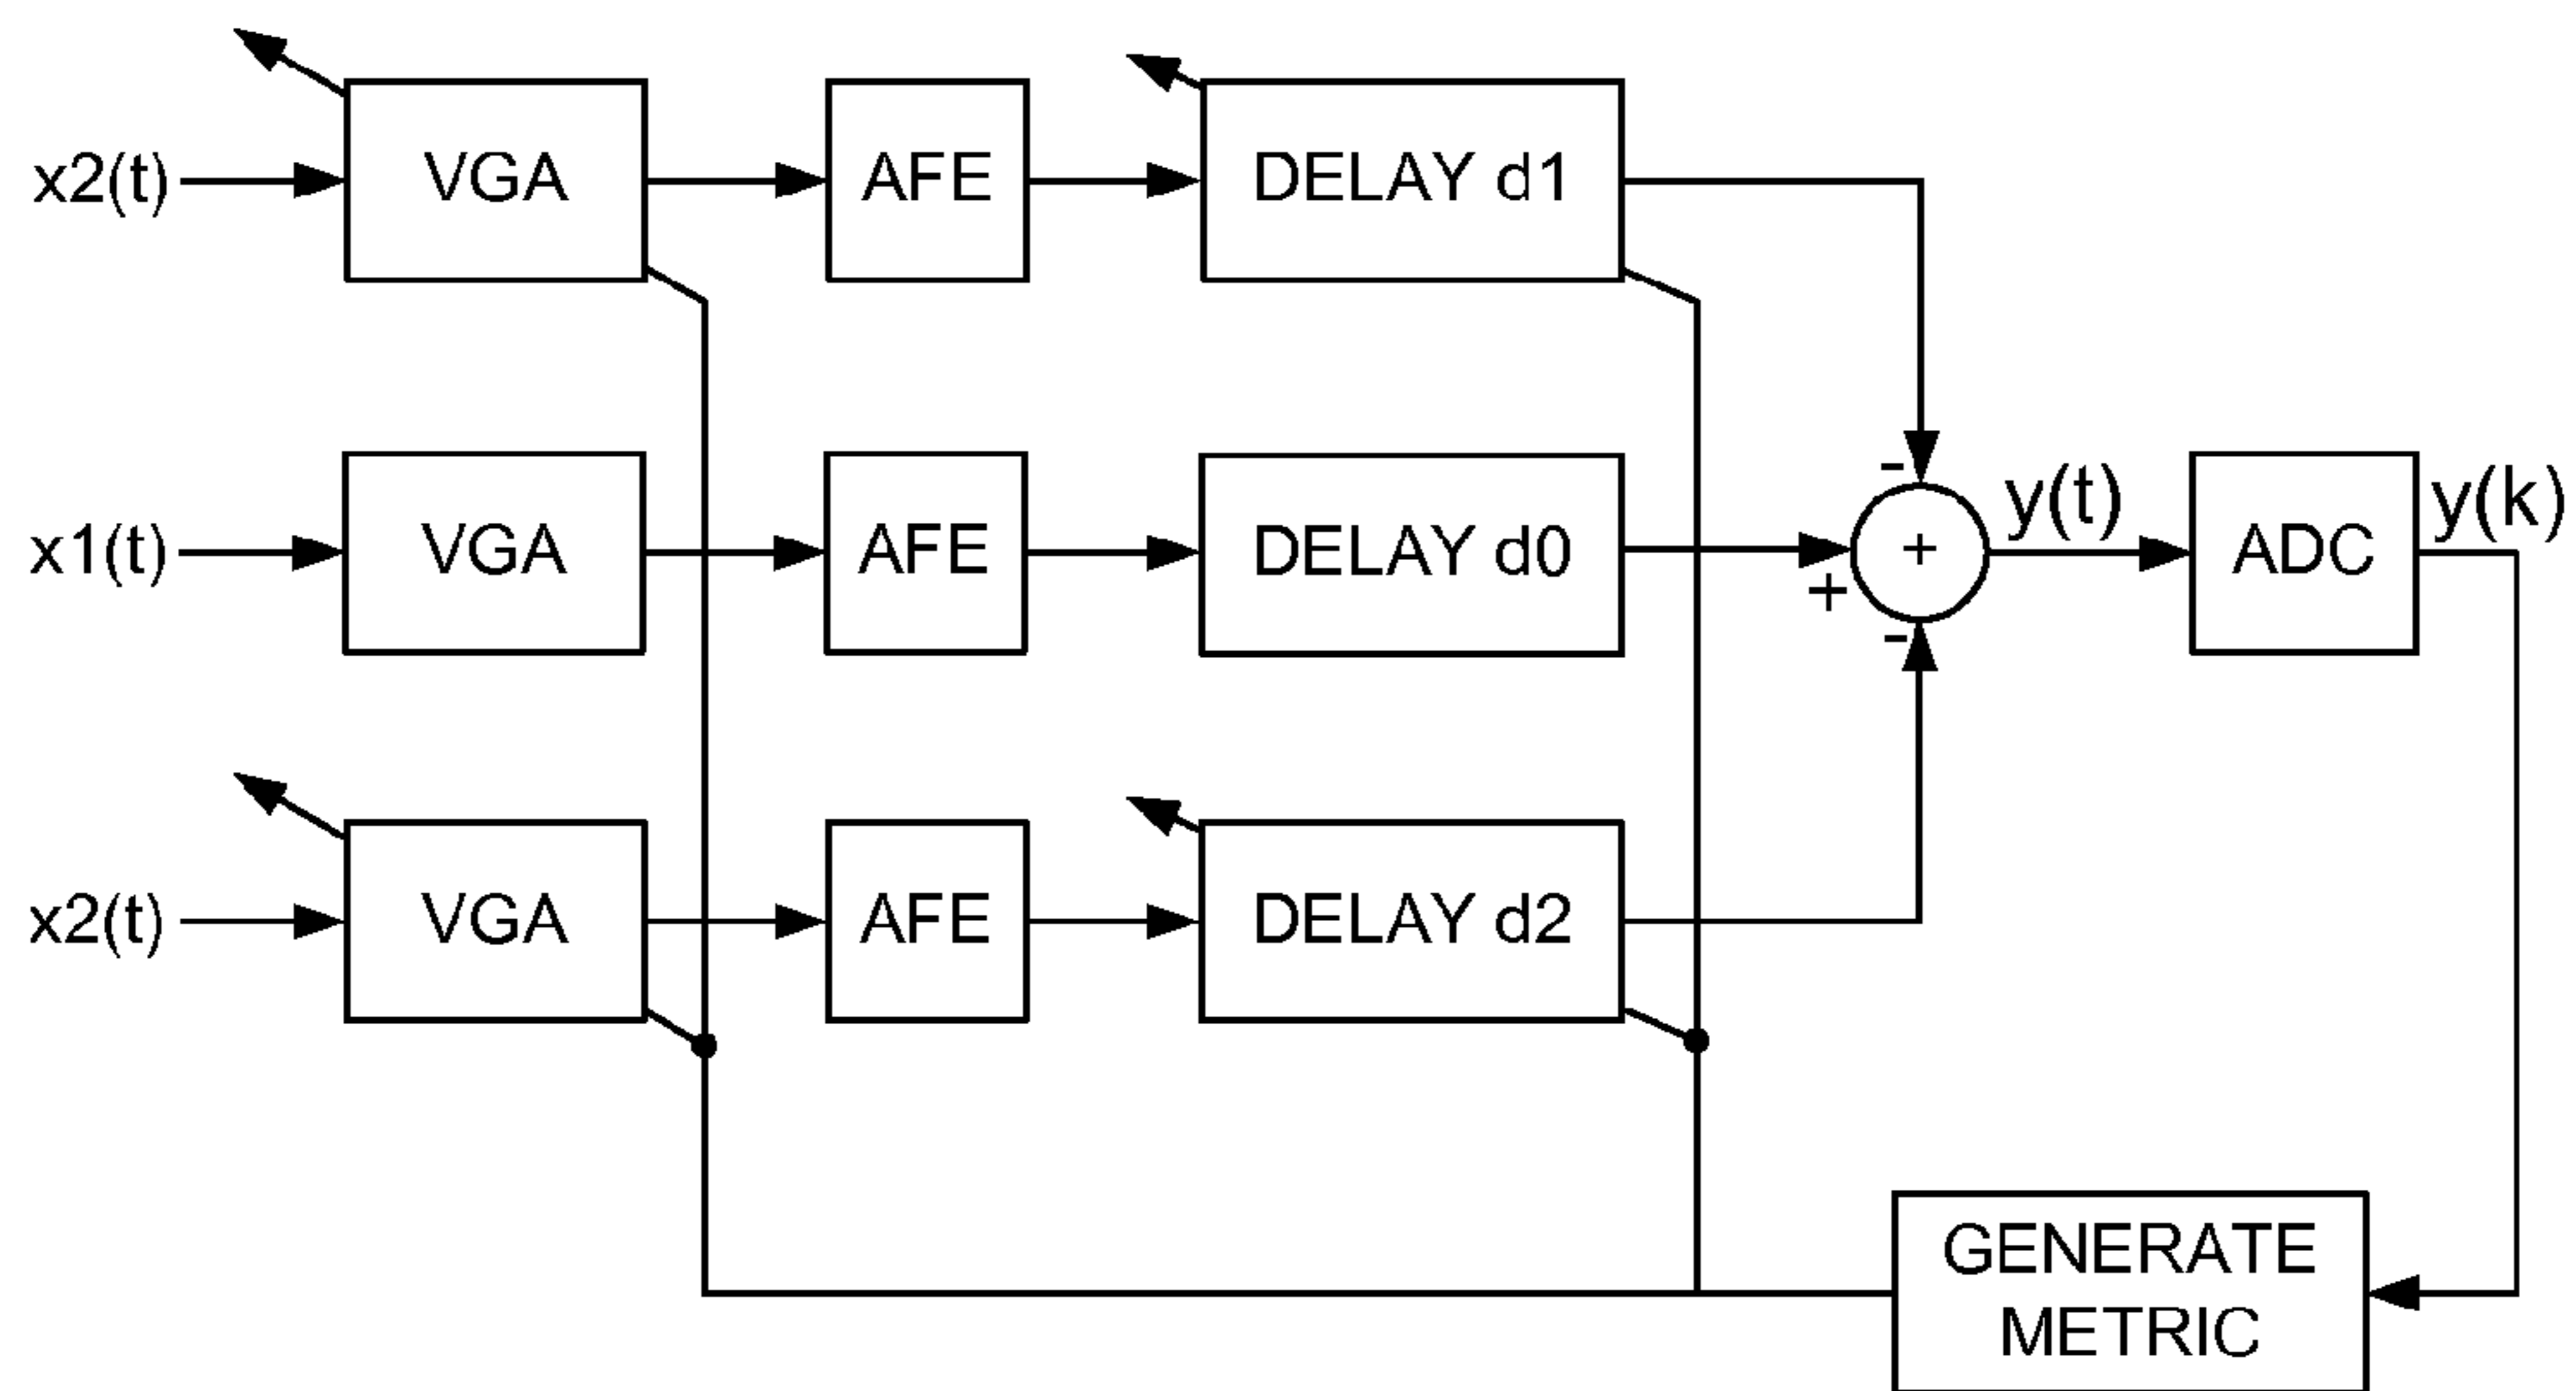 x2(t)
VGA
AFE
DELAY d1
-
x1(t)
VGA
AFE
DELAY d0
+
+
y(t)
ADC
y(k)
-
x2(t)
VGA
AFE
DELAY d2
GENERATE
METRIC